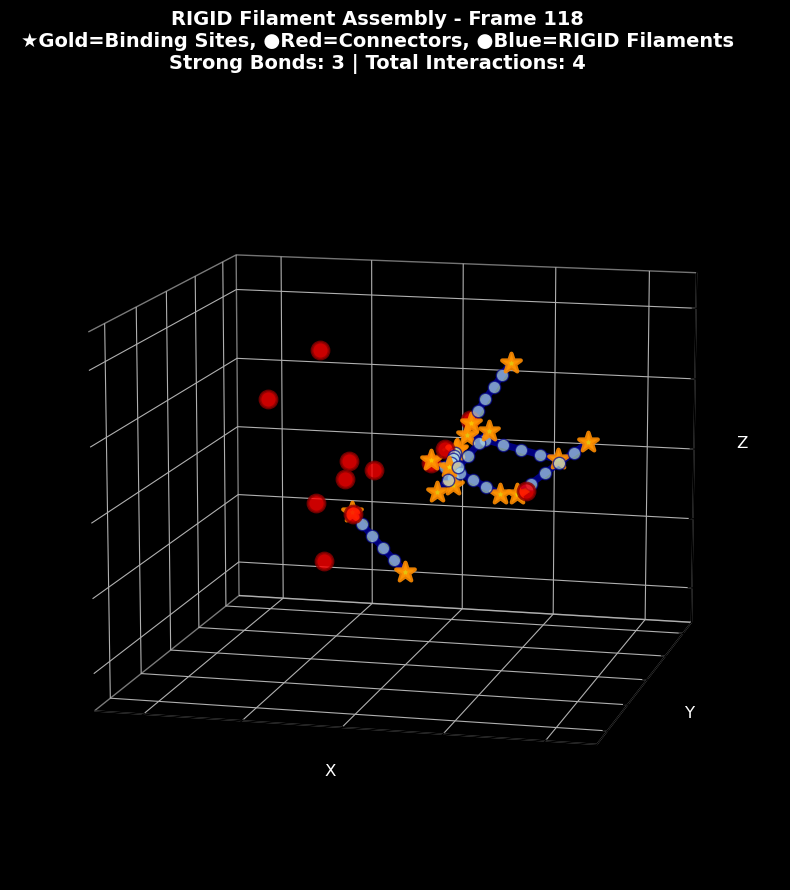 RIGID Filament Assembly - Frame 118
★Gold=Binding Sites, ●Red=Connectors, ●Blue=RIGID Filaments
Strong Bonds: 3 | Total Interactions: 4
Z
Y
X